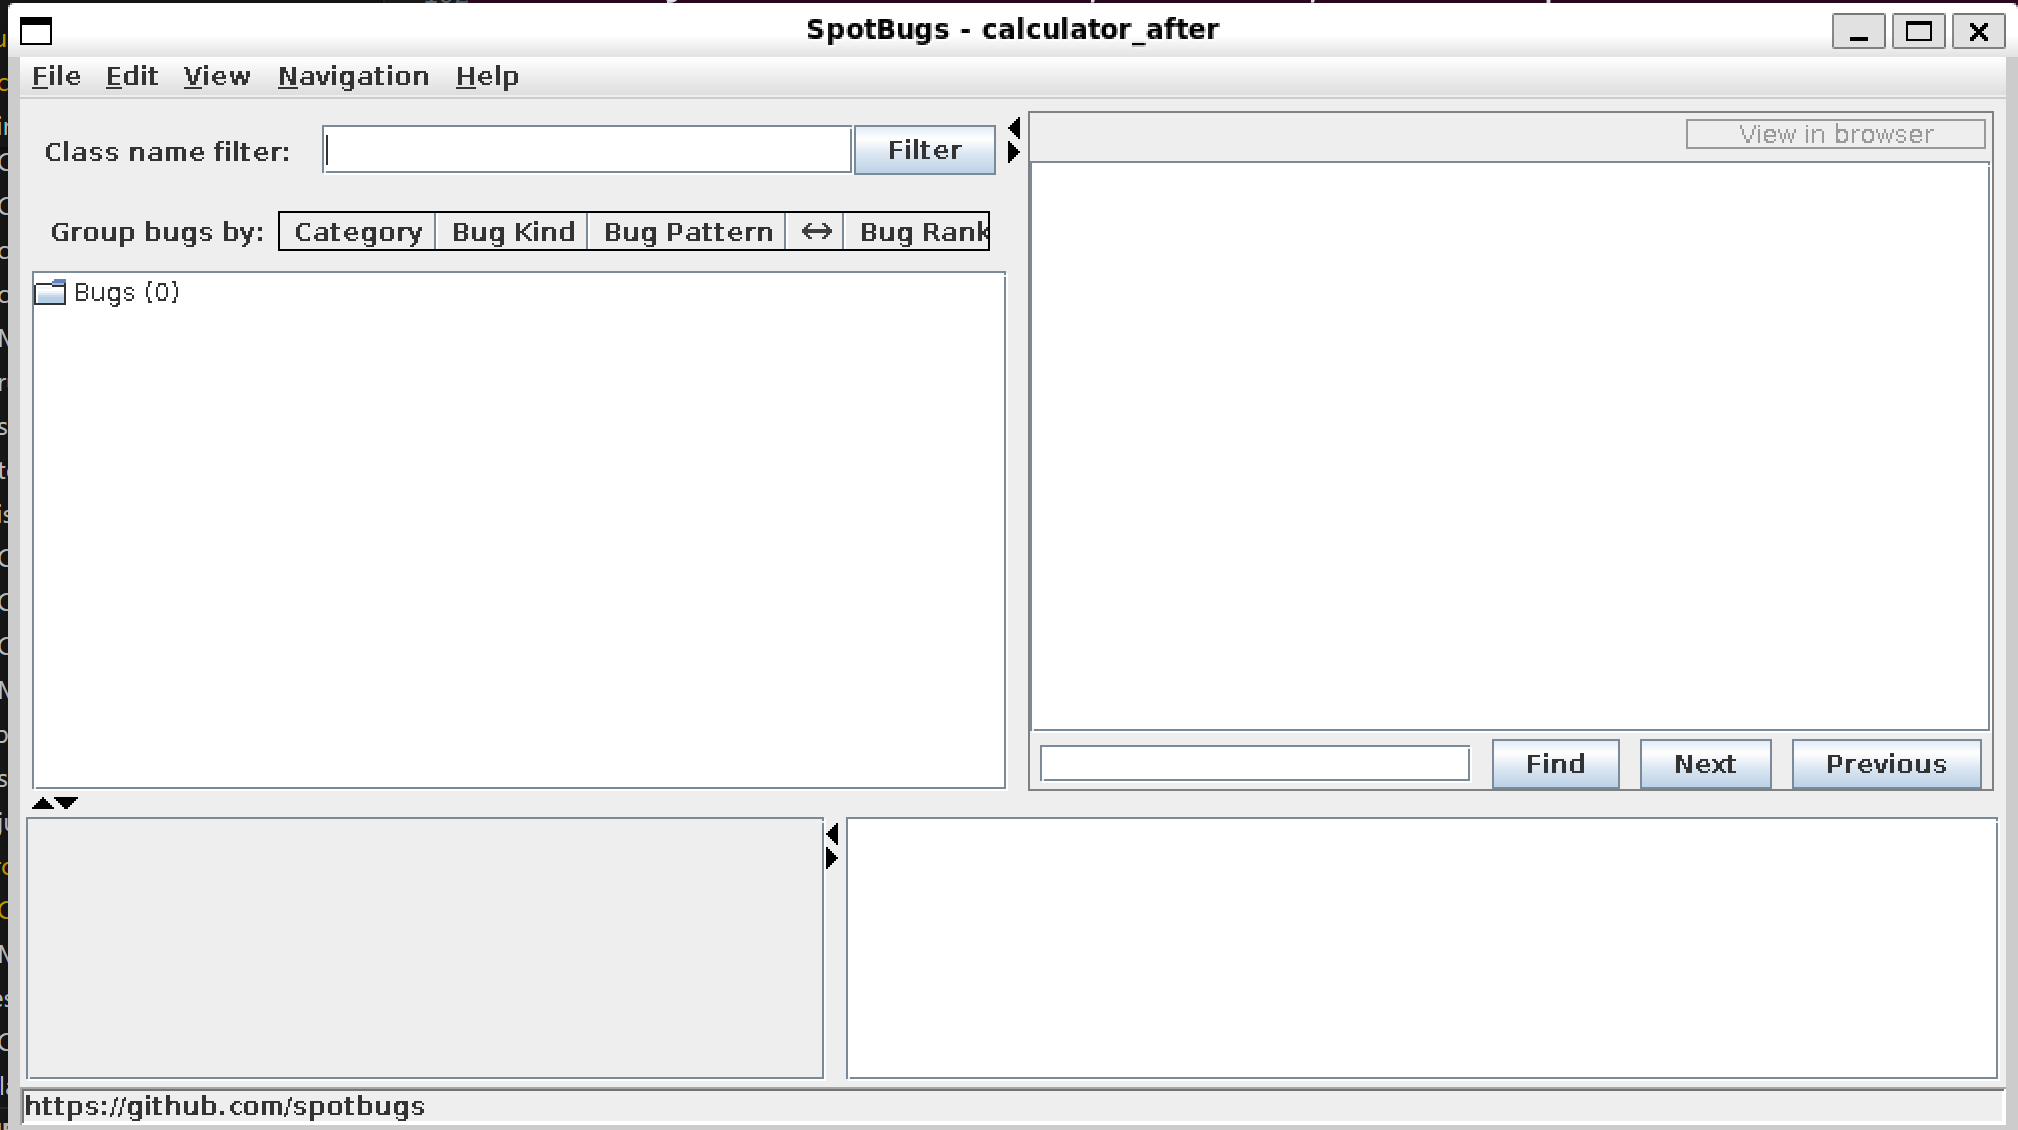 SpotBugs - calculator_after
File Edit View Navigation Help
Class name filter: Filter
View in browser
Group bugs by: Category Bug Kind Bug Pattern ↔ Bug Rank
Bugs (0)
Find Next Previous
https://github.com/spotbugs